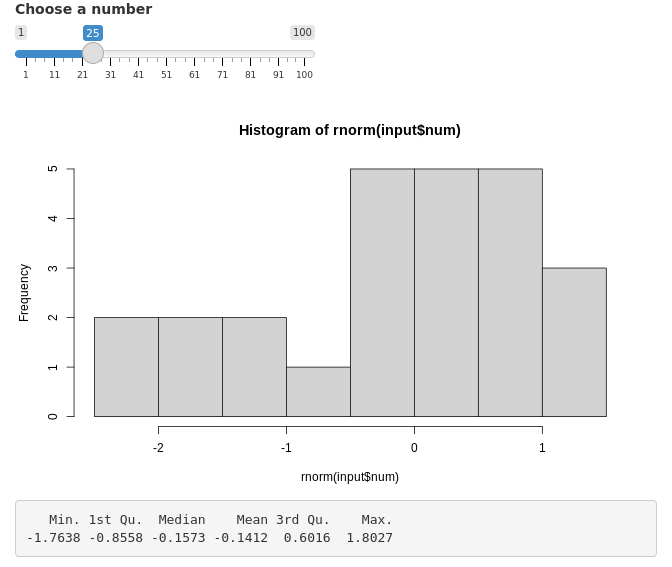 Choose a number
1 25 100
1 11 21 31 41 51 61 71 81 91 100
Histogram of rnorm(input$num)
5
4
3
2
1
0
Frequency
-2 -1 0 1
rnorm(input$num)
Min. 1st Qu. Median Mean 3rd Qu. Max.
-1.7638 -0.8558 -0.1573 -0.1412 0.6016 1.8027